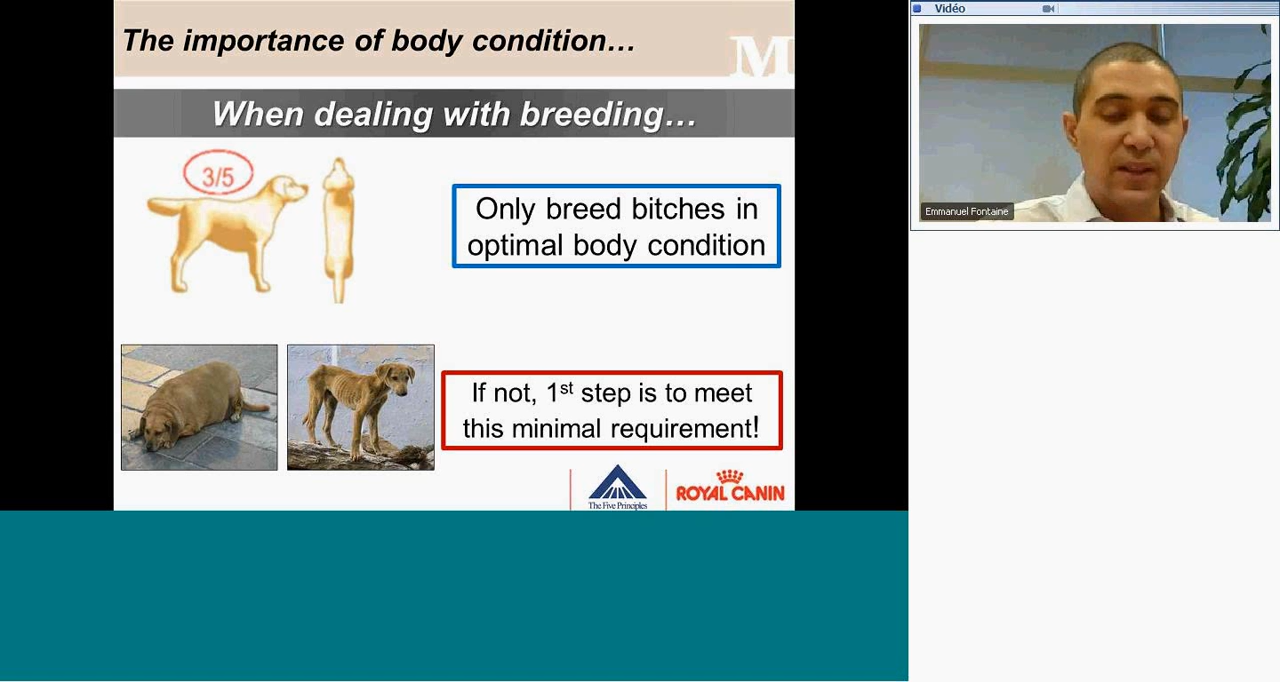 The importance of body condition…
M
When dealing with breeding…
3/5
Only breed bitches in
optimal body condition
If not, 1st step is to meet
this minimal requirement!
The Five Principles
ROYAL CANIN
Vidéo
Emmanuel Fontaine